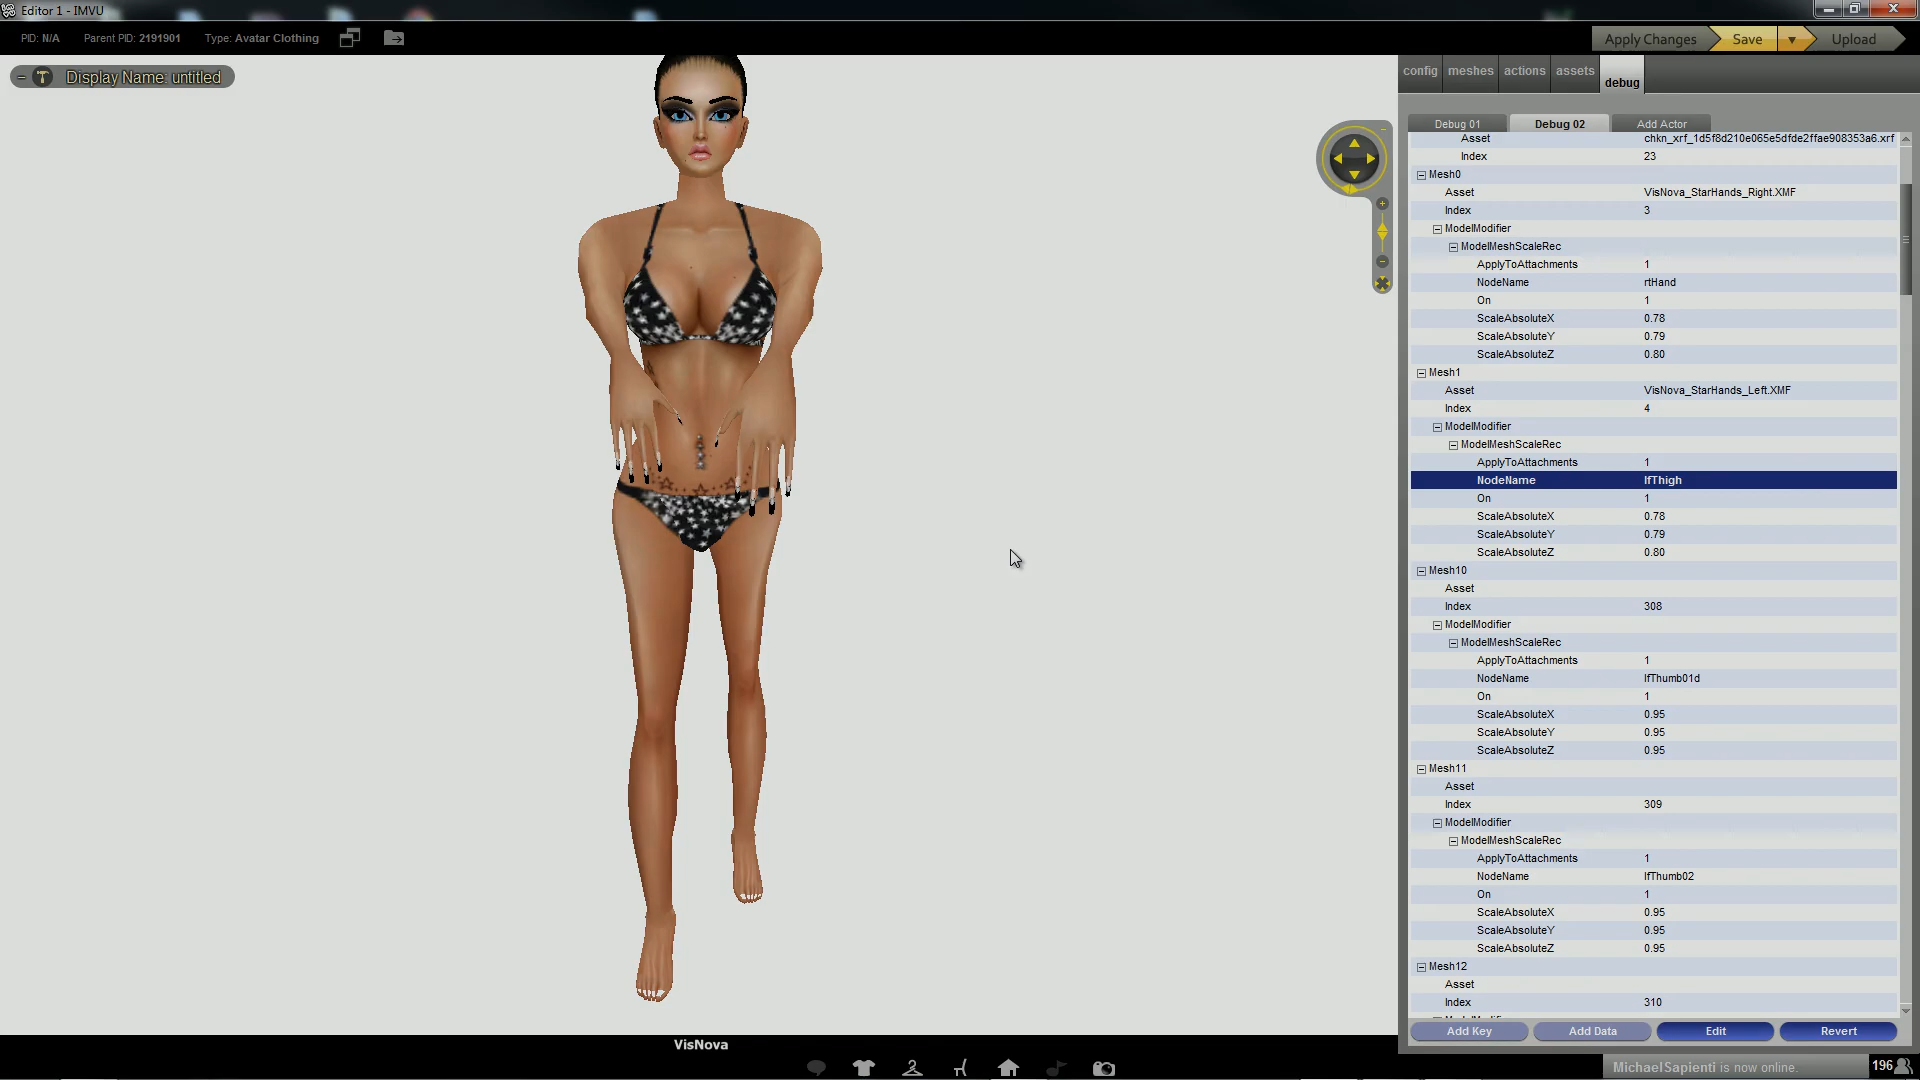 Editor 1 - IMVU
PID: N/A Parent PID: 2191901 Type: Avatar Clothing
Apply Changes Save Upload
Display Name: untitled
config meshes actions assets debug
Debug 01 Debug 02 Add Actor
Asset chkn_xrf_1d5f8d210e065e5dfde2ffae908353a6.xrf
Index 23
Mesh0
Asset VisNova_StarHands_Right.XMF
Index 3
ModelModifier
ModelMeshScaleRec
ApplyToAttachments 1
NodeName rtHand
On 1
ScaleAbsoluteX 0.78
ScaleAbsoluteY 0.79
ScaleAbsoluteZ 0.80
Mesh1
Asset VisNova_StarHands_Left.XMF
Index 4
ModelModifier
ModelMeshScaleRec
ApplyToAttachments 1
NodeName lfThigh
On 1
ScaleAbsoluteX 0.78
ScaleAbsoluteY 0.79
ScaleAbsoluteZ 0.80
Mesh10
Asset
Index 308
ModelModifier
ModelMeshScaleRec
ApplyToAttachments 1
NodeName lfThumb01d
On 1
ScaleAbsoluteX 0.95
ScaleAbsoluteY 0.95
ScaleAbsoluteZ 0.95
Mesh11
Asset
Index 309
ModelModifier
ModelMeshScaleRec
ApplyToAttachments 1
NodeName lfThumb02
On 1
ScaleAbsoluteX 0.95
ScaleAbsoluteY 0.95
ScaleAbsoluteZ 0.95
Mesh12
Asset
Index 310
Add Key Add Data Edit Revert
VisNova
MichaelSapienti is now online. 196